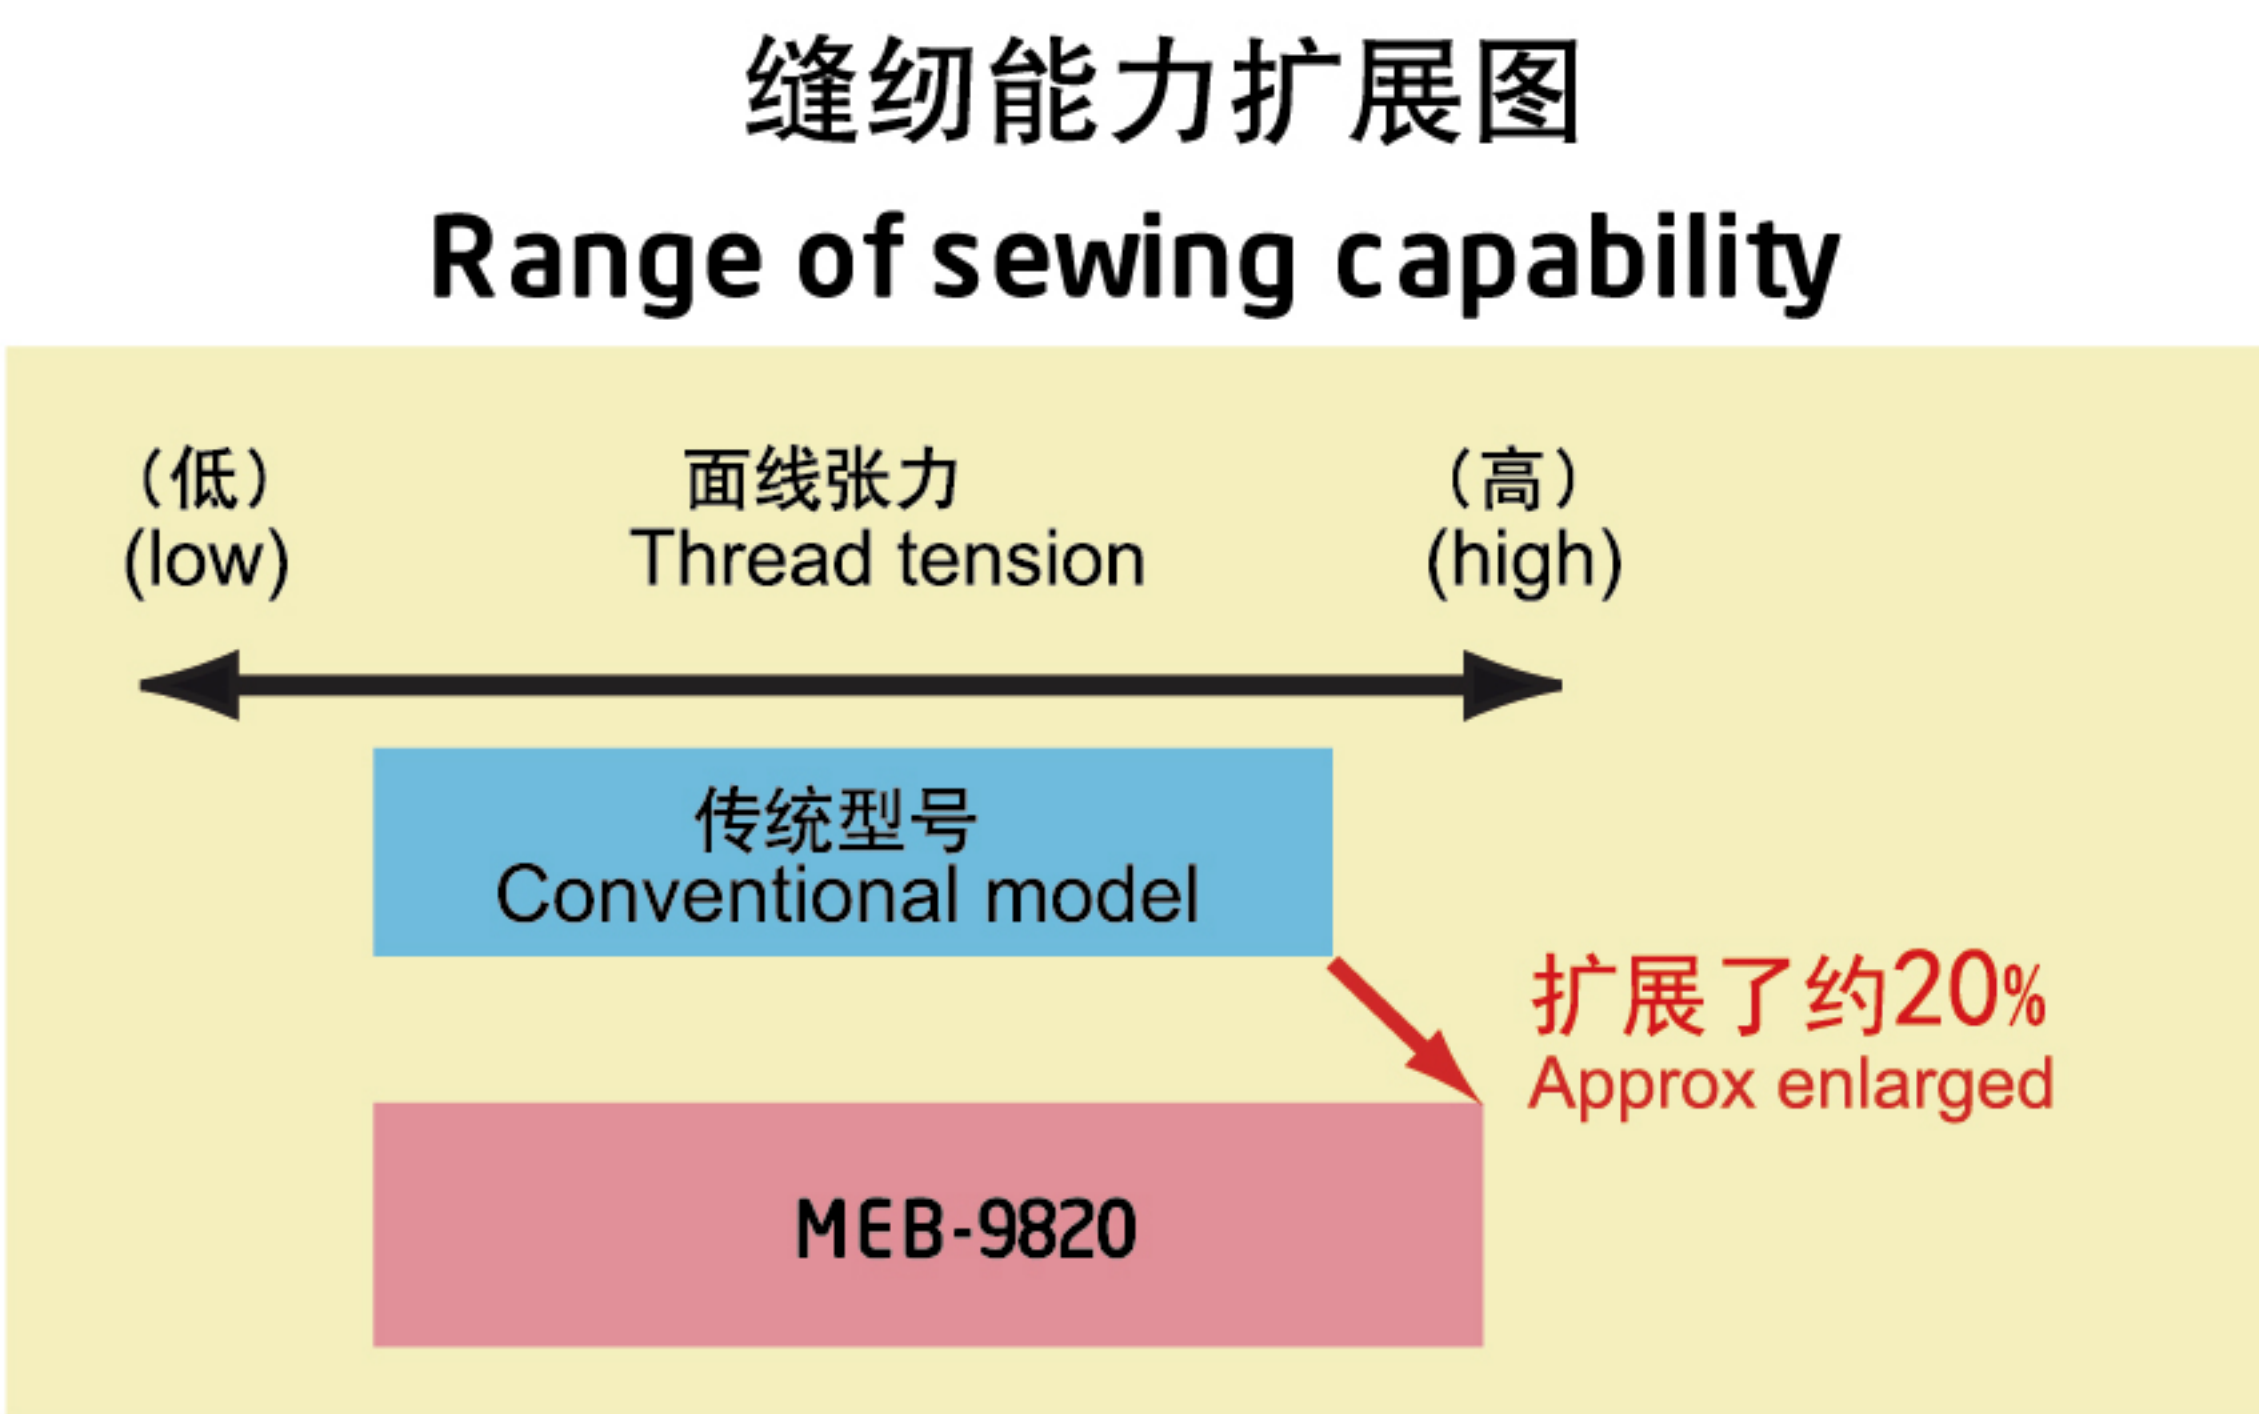 缝纫能力扩展图
Range of sewing capability
（低） 面线张力 （高）
(low) Thread tension (high)
传统型号
Conventional model
扩展了约20%
Approx enlarged
MEB-9820